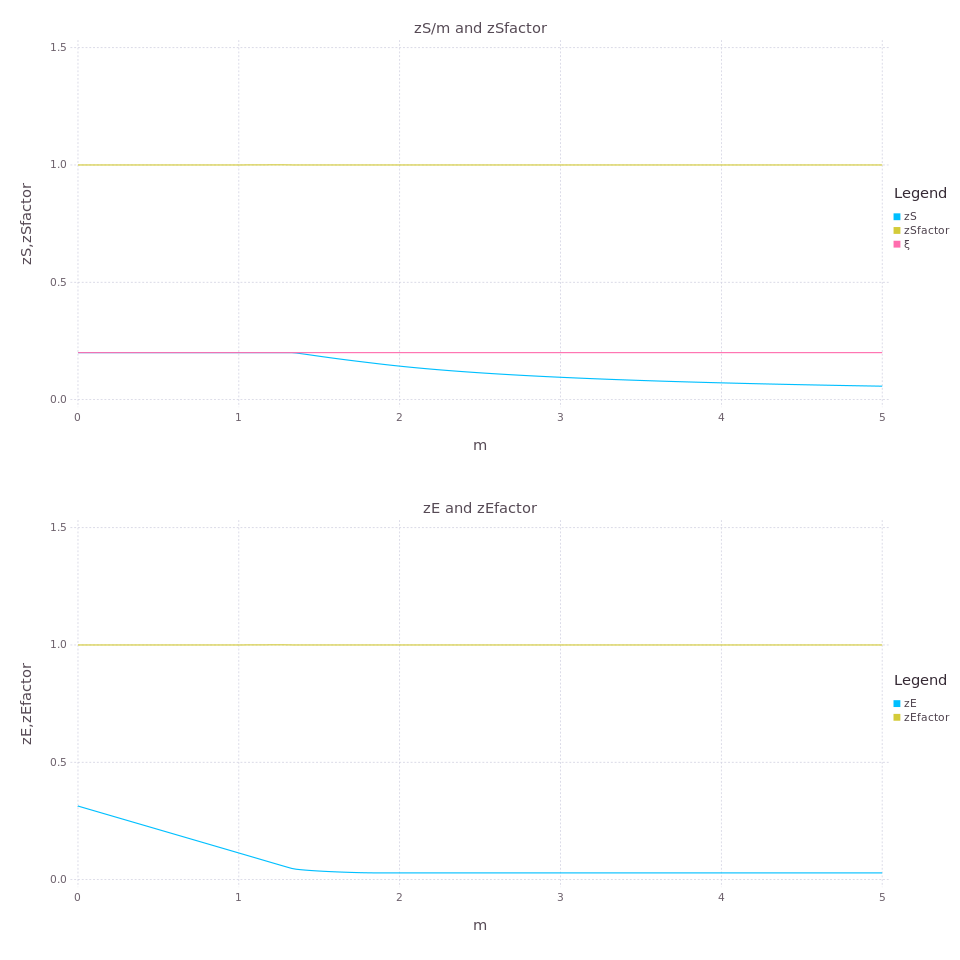 zS/m and zSfactor
1.5
1.0
0.5
0.0
zS,zSfactor
0 1 2 3 4 5
m
Legend
zS
zSfactor
ξ
zE and zEfactor
1.5
1.0
0.5
0.0
zE,zEfactor
0 1 2 3 4 5
m
Legend
zE
zEfactor